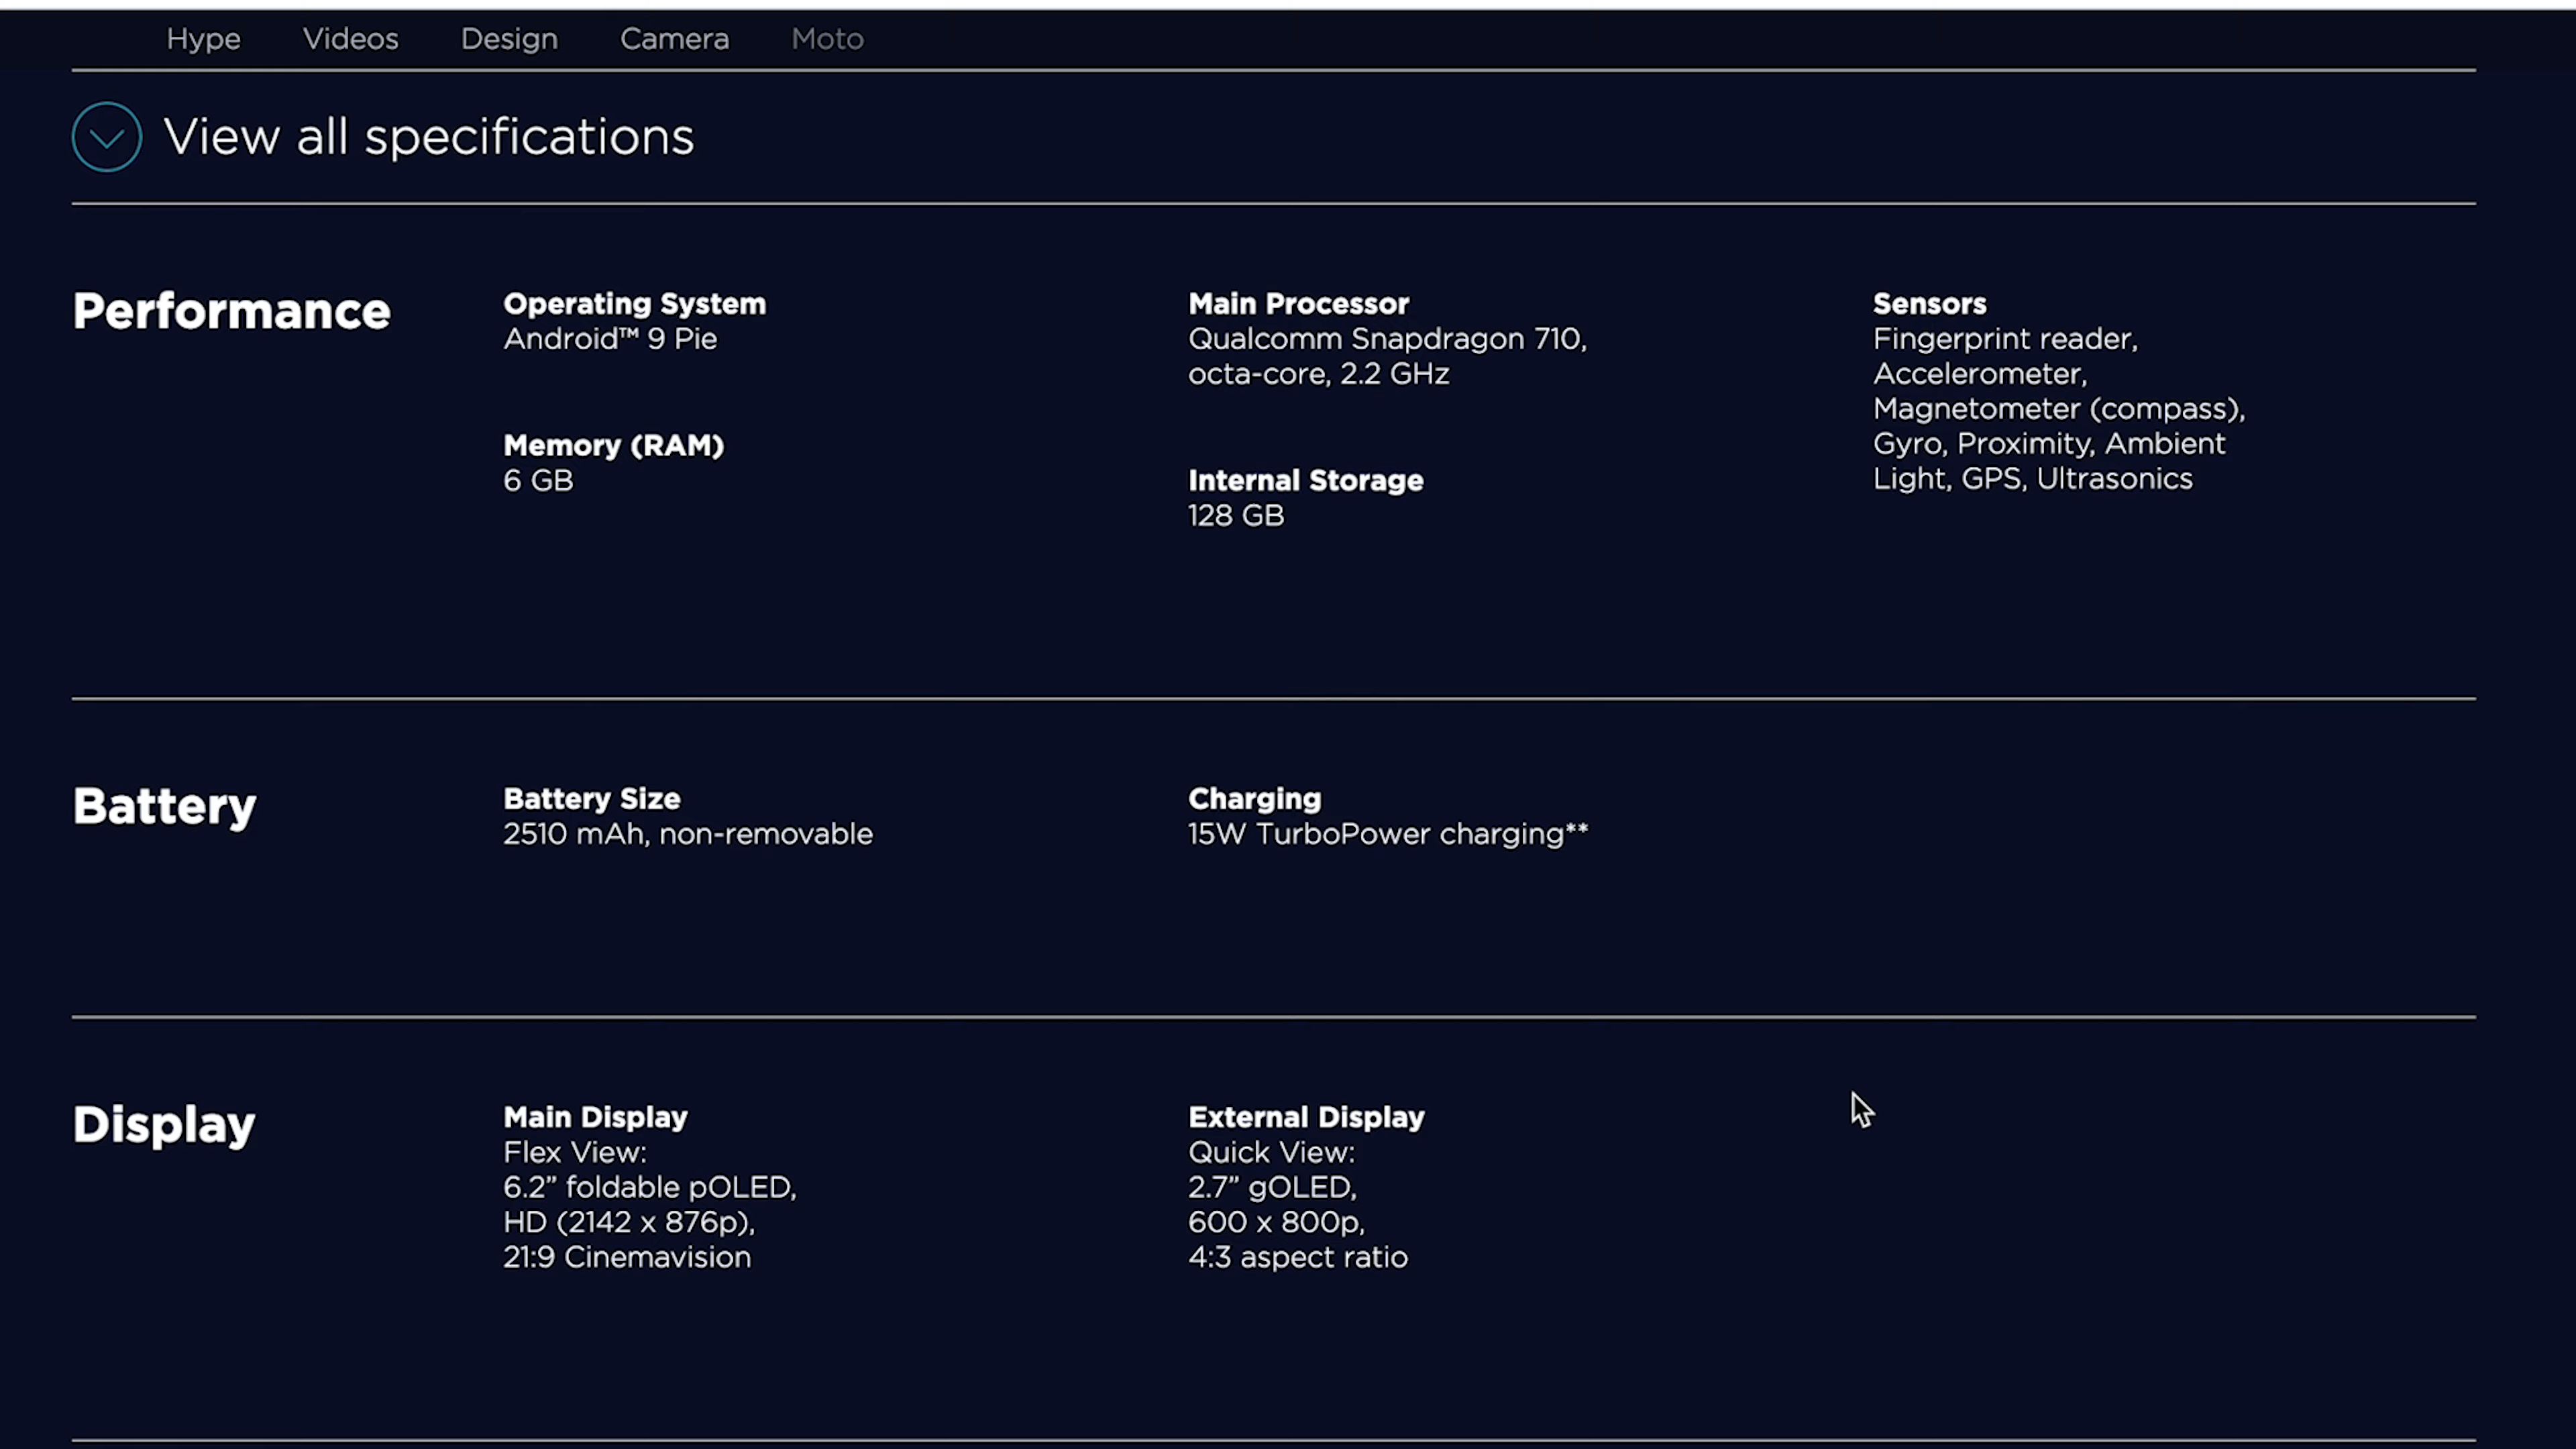 Hype Videos Design Camera Moto
View all specifications
Performance
Operating System
Android™ 9 Pie
Memory (RAM)
6 GB
Main Processor
Qualcomm Snapdragon 710,
octa-core, 2.2 GHz
Internal Storage
128 GB
Sensors
Fingerprint reader,
Accelerometer,
Magnetometer (compass),
Gyro, Proximity, Ambient
Light, GPS, Ultrasonics
Battery
Battery Size
2510 mAh, non-removable
Charging
15W TurboPower charging**
Display
Main Display
Flex View:
6.2” foldable pOLED,
HD (2142 x 876p),
21:9 Cinemavision
External Display
Quick View:
2.7” gOLED,
600 x 800p,
4:3 aspect ratio